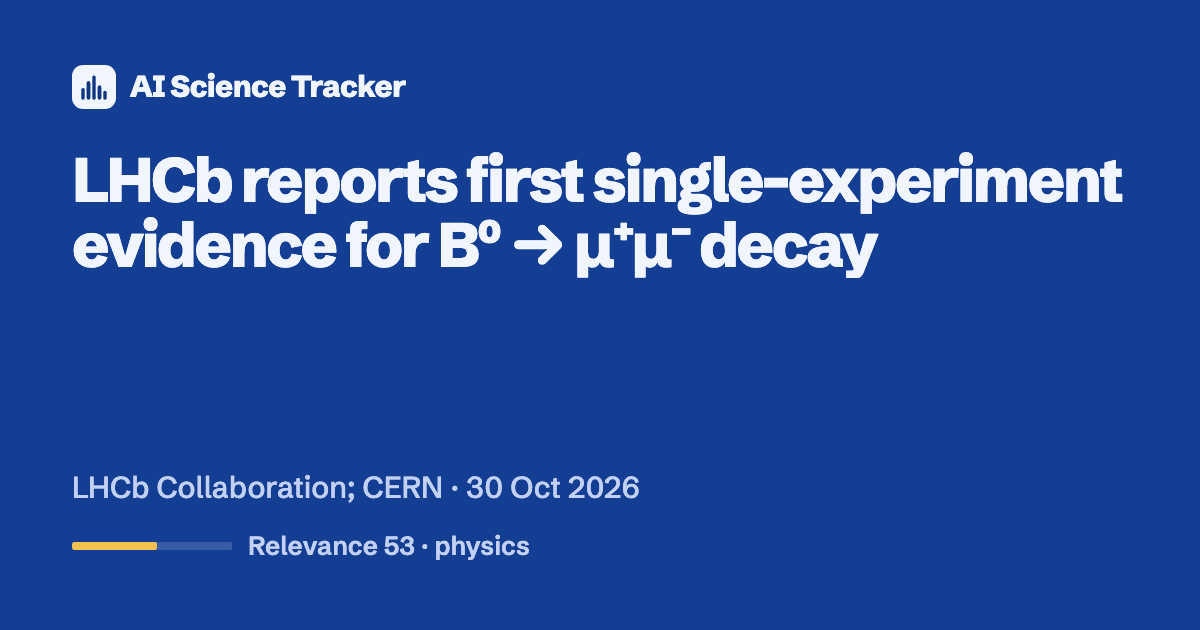 AI Science Tracker
LHCb reports first single-experiment
evidence for B⁰ → μ⁺μ⁻ decay
LHCb Collaboration; CERN · 30 Oct 2026
Relevance 53 · physics